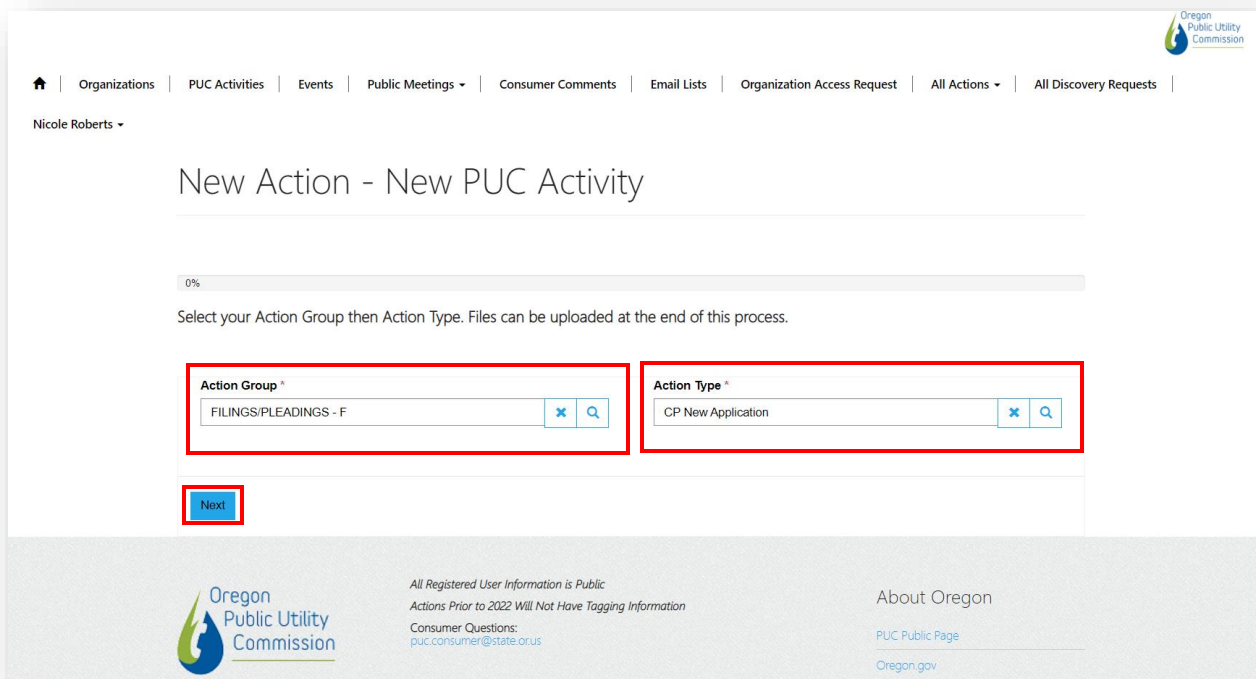 Oregon
Public Utility
Commission
Organizations PUC Activities Events Public Meetings Consumer Comments Email Lists Organization Access Request All Actions All Discovery Requests
Nicole Roberts
New Action - New PUC Activity
0%
Select your Action Group then Action Type. Files can be uploaded at the end of this process.
Action Group * Action Type *
FILINGS/PLEADINGS - F CP New Application
Next
Oregon
Public Utility
Commission
All Registered User Information is Public
Actions Prior to 2022 Will Not Have Tagging Information
Consumer Questions:
puc.consumer@state.or.us
About Oregon
PUC Public Page
Oregon.gov